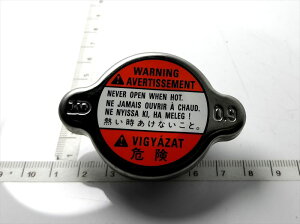 WARNING
AVERTISSEMENT
NEVER OPEN WHEN HOT.
NE JAMAIS OUVRIR À CHAUD.
NE NYISSA KI, HA MELEG !
熱い時あけないこと。
VIGYÁZAT
危険
0.9